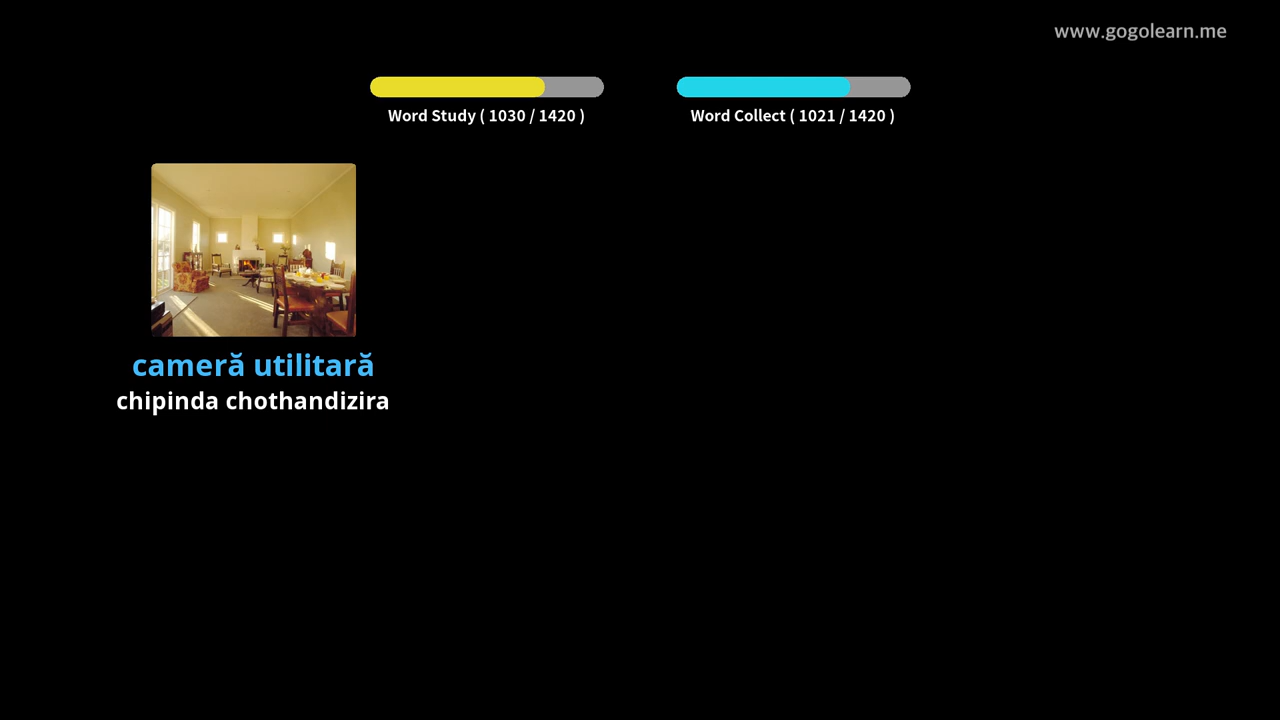 www.gogolearn.me
Word Study ( 1030 / 1420 )
Word Collect ( 1021 / 1420 )
cameră utilitară
chipinda chothandizira